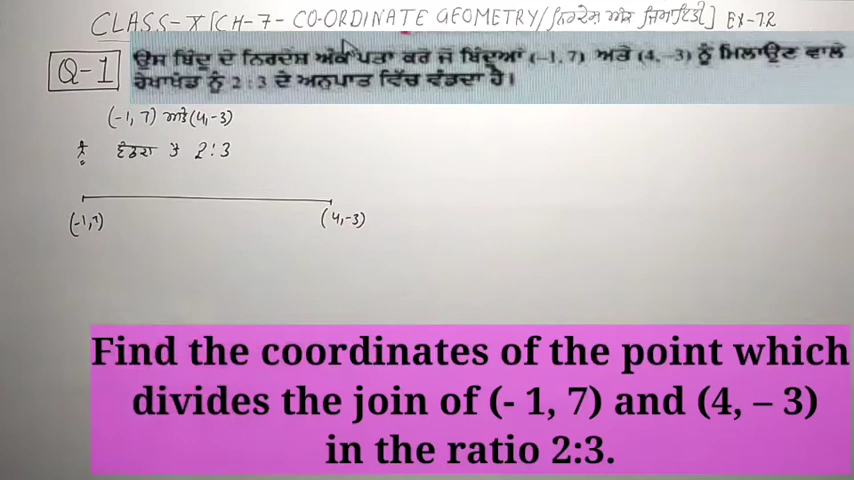 CLASS-X [CH-7- CO-ORDINATE GEOMETRY/ਨਿਰਦੇਸ਼ ਅੰਕ ਜਿਆਮਿਤੀ] EX-7.2
Q-1 ਉਸ ਬਿੰਦੂ ਦੇ ਨਿਰਦੇਸ਼ ਅੰਕ ਪਤਾ ਕਰੋ ਜੋ ਬਿੰਦੂਆਂ (-1, 7) ਅਤੇ (4, -3) ਨੂੰ ਮਿਲਾਉਣ ਵਾਲੇ
ਰੇਖਾਖੰਡ ਨੂੰ 2 : 3 ਦੇ ਅਨੁਪਾਤ ਵਿੱਚ ਵੰਡਦਾ ਹੈ।
(-1, 7) ਅਤੇ (4, -3)
ਨੂੰ ਵੰਡਦਾ ਹੈ 2:3
(-1,7) (4,-3)
Find the coordinates of the point which
divides the join of (- 1, 7) and (4, – 3)
in the ratio 2:3.